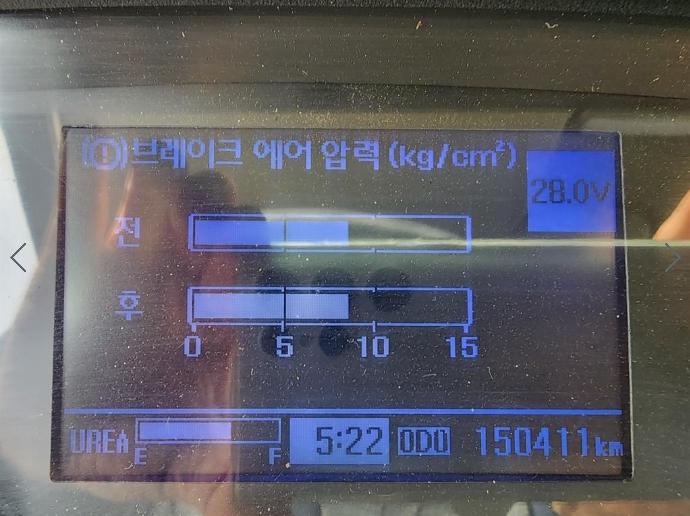 (!) 브레이크 에어 압력 (kg/cm²)
28.0V
전
후
0 5 10 15
UREA E F 5:22 ODO 150411km